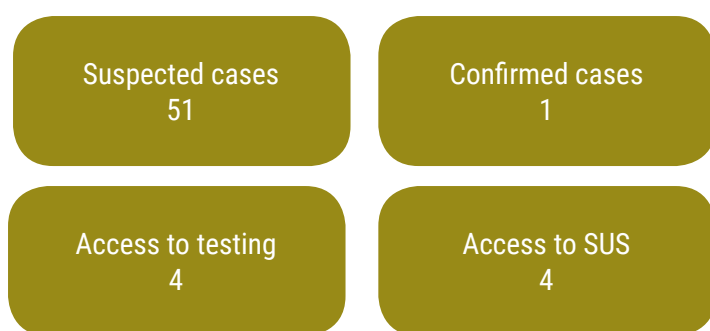 Suspected cases
51
Confirmed cases
1
Access to testing
4
Access to SUS
4